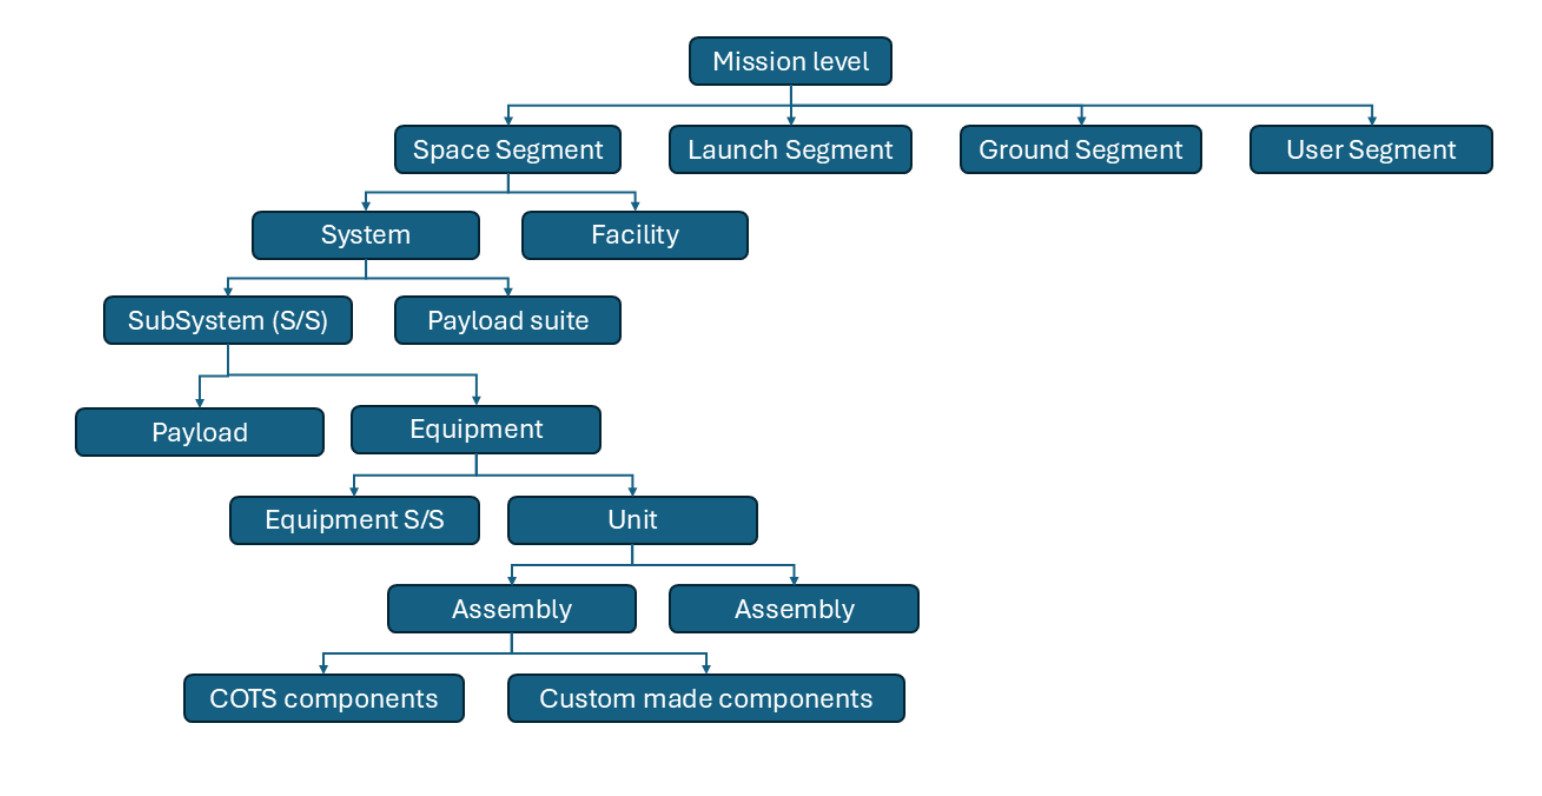 Mission level
Space Segment
Launch Segment
Ground Segment
User Segment
System
Facility
SubSystem (S/S)
Payload suite
Payload
Equipment
Equipment S/S
Unit
Assembly
Assembly
COTS components
Custom made components